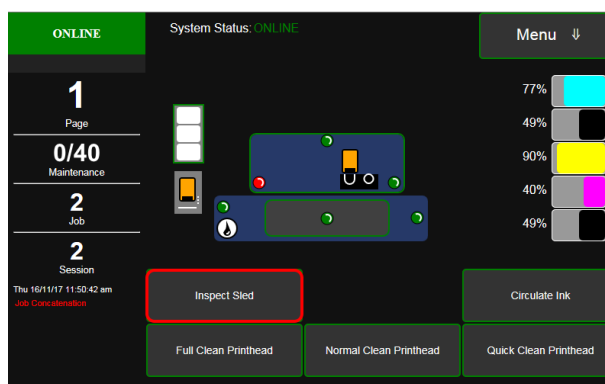 ONLINE
System Status: ONLINE
Menu ⇓
1
Page
0/40
Maintenance
2
Job
2
Session
Thu 16/11/17 11:50:42 am
Job Concatenation
77%
49%
90%
40%
49%
Inspect Sled
Circulate Ink
Full Clean Printhead
Normal Clean Printhead
Quick Clean Printhead